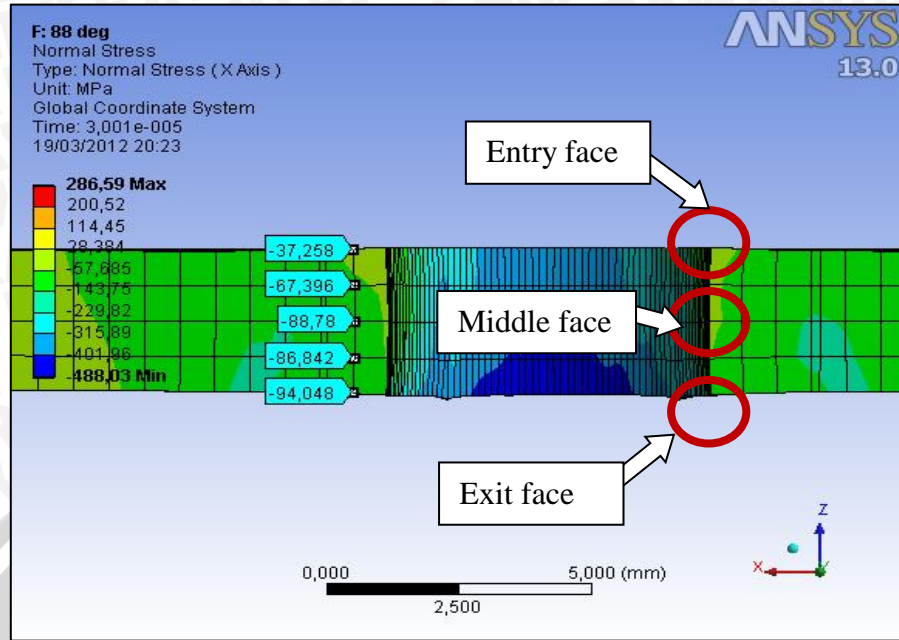 F: 88 deg
Normal Stress
Type: Normal Stress ( X Axis )
Unit: MPa
Global Coordinate System
Time: 3,001e-005
19/03/2012 20:23
ANSYS
13.0
286,59 Max
200,52
114,45
28,384
-57,685
-143,75
-229,82
-315,89
-401,96
-488,03 Min
-37,258
-67,396
-88,78
-86,842
-94,048
Entry face
Middle face
Exit face
0,000
5,000 (mm)
2,500
Z
X
Y